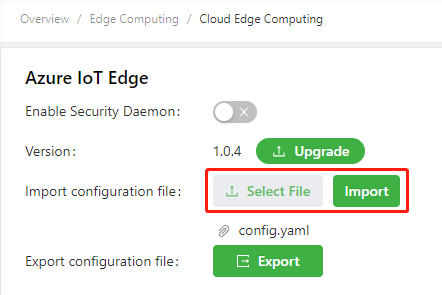 Overview / Edge Computing / Cloud Edge Computing
Azure IoT Edge
Enable Security Daemon:
Version: 1.0.4 Upgrade
Import configuration file: Select File Import
config.yaml
Export configuration file: Export